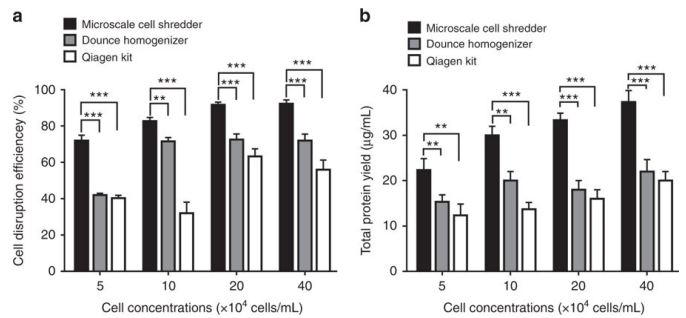 a
Microscale cell shredder
Dounce homogenizer
Qiagen kit
Cell disruption efficiencey (%)
100
80
60
40
20
0
***
***
***
**
***
***
***
***
5
10
20
40
Cell concentrations (×10⁴ cells/mL)
b
Microscale cell shredder
Dounce homogenizer
Qiagen kit
Total protein yield (µg/mL)
40
30
20
10
0
**
**
***
**
***
***
***
***
5
10
20
40
Cell concentrations (×10⁴ cells/mL)